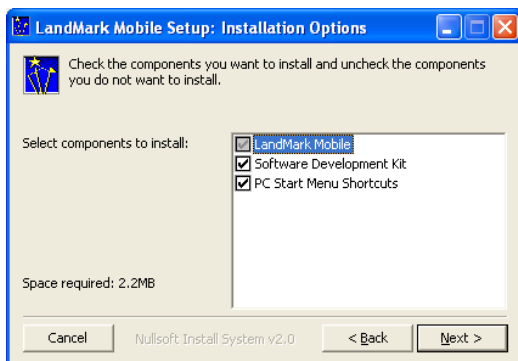 LandMark Mobile Setup: Installation Options
Check the components you want to install and uncheck the components
you do not want to install.
Select components to install:
LandMark Mobile
Software Development Kit
PC Start Menu Shortcuts
Space required: 2.2MB
Cancel
Nullsoft Install System v2.0
< Back
Next >